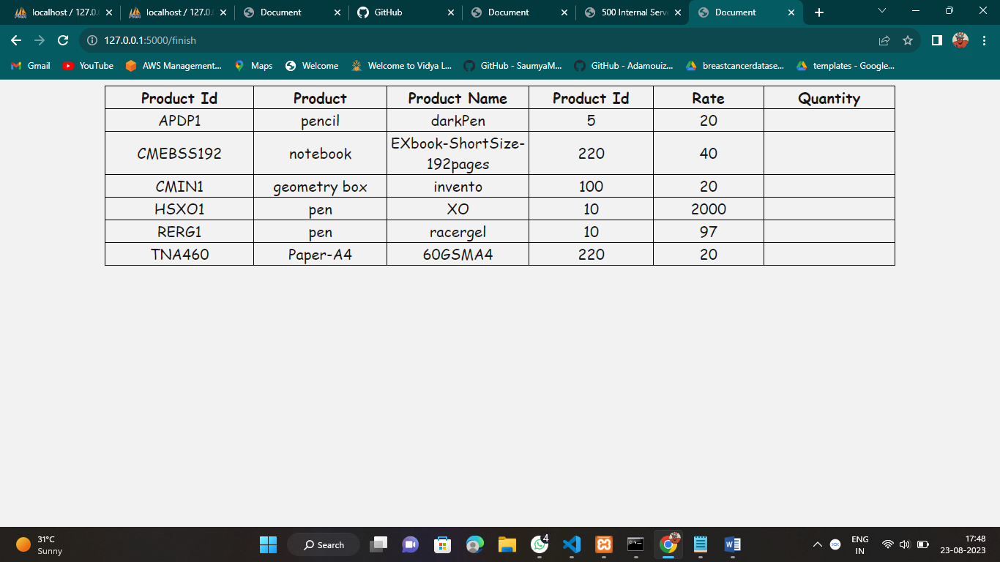 localhost / 127.0. localhost / 127.0. Document GitHub Document 500 Internal Serve Document
127.0.0.1:5000/finish
Gmail YouTube AWS Management... Maps Welcome Welcome to Vidya L... GitHub - SaumyaM... GitHub - Adamouiz... breastcancerdatase... templates - Google...
Product Id Product Product Name Product Id Rate Quantity
APDP1 pencil darkPen 5 20
CMEBSS192 notebook EXbook-ShortSize- 220 40
192pages
CMIN1 geometry box invento 100 20
HSXO1 pen XO 10 2000
RERG1 pen racergel 10 97
TNA460 Paper-A4 60GSMA4 220 20
31°C
Sunny
Search
4
ENG
IN
17:48
23-08-2023